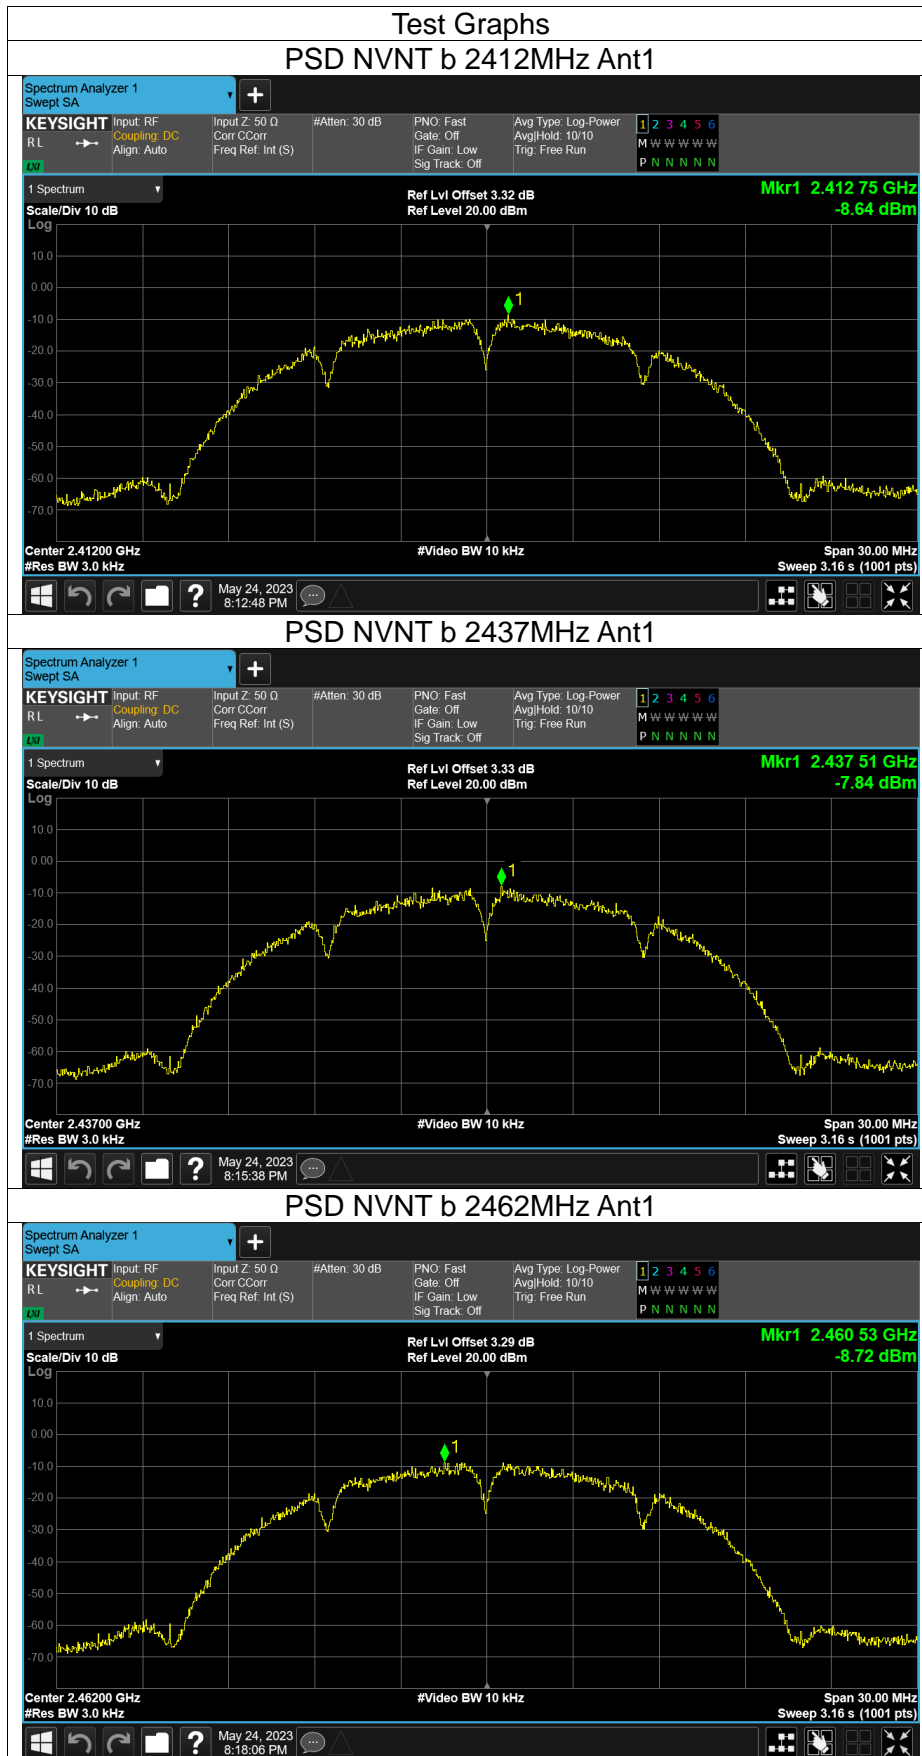 Test Graphs
PSD NVNT b 2412MHz Ant1
Spectrum Analyzer 1
Swept SA
+
KEYSIGHT Input: RF Input Z: 50 Ω #Atten: 30 dB PNO: Fast Avg Type: Log-Power 1 2 3 4 5 6
RL Coupling: DC Corr CCorr Gate: Off Avg|Hold: 10/10 M W W W W W
Align: Auto Freq Ref: Int (S) IF Gain: Low Trig: Free Run
LXI Sig Track: Off P N N N N N
1 Spectrum Ref Lvl Offset 3.32 dB Mkr1 2.412 75 GHz
Scale/Div 10 dB Ref Level 20.00 dBm -8.64 dBm
Log
10.0
0.00
1
-10.0
-20.0
-30.0
-40.0
-50.0
-60.0
-70.0
Center 2.41200 GHz #Video BW 10 kHz Span 30.00 MHz
#Res BW 3.0 kHz Sweep 3.16 s (1001 pts)
? May 24, 2023
8:12:48 PM
PSD NVNT b 2437MHz Ant1
Spectrum Analyzer 1
Swept SA
+
KEYSIGHT Input: RF Input Z: 50 Ω #Atten: 30 dB PNO: Fast Avg Type: Log-Power 1 2 3 4 5 6
RL Coupling: DC Corr CCorr Gate: Off Avg|Hold: 10/10 M W W W W W
Align: Auto Freq Ref: Int (S) IF Gain: Low Trig: Free Run
LXI Sig Track: Off P N N N N N
1 Spectrum Ref Lvl Offset 3.33 dB Mkr1 2.437 51 GHz
Scale/Div 10 dB Ref Level 20.00 dBm -7.84 dBm
Log
10.0
0.00
1
-10.0
-20.0
-30.0
-40.0
-50.0
-60.0
-70.0
Center 2.43700 GHz #Video BW 10 kHz Span 30.00 MHz
#Res BW 3.0 kHz Sweep 3.16 s (1001 pts)
? May 24, 2023
8:15:38 PM
PSD NVNT b 2462MHz Ant1
Spectrum Analyzer 1
Swept SA
+
KEYSIGHT Input: RF Input Z: 50 Ω #Atten: 30 dB PNO: Fast Avg Type: Log-Power 1 2 3 4 5 6
RL Coupling: DC Corr CCorr Gate: Off Avg|Hold: 10/10 M W W W W W
Align: Auto Freq Ref: Int (S) IF Gain: Low Trig: Free Run
LXI Sig Track: Off P N N N N N
1 Spectrum Ref Lvl Offset 3.29 dB Mkr1 2.460 53 GHz
Scale/Div 10 dB Ref Level 20.00 dBm -8.72 dBm
Log
10.0
0.00
1
-10.0
-20.0
-30.0
-40.0
-50.0
-60.0
-70.0
Center 2.46200 GHz #Video BW 10 kHz Span 30.00 MHz
#Res BW 3.0 kHz Sweep 3.16 s (1001 pts)
? May 24, 2023
8:18:06 PM